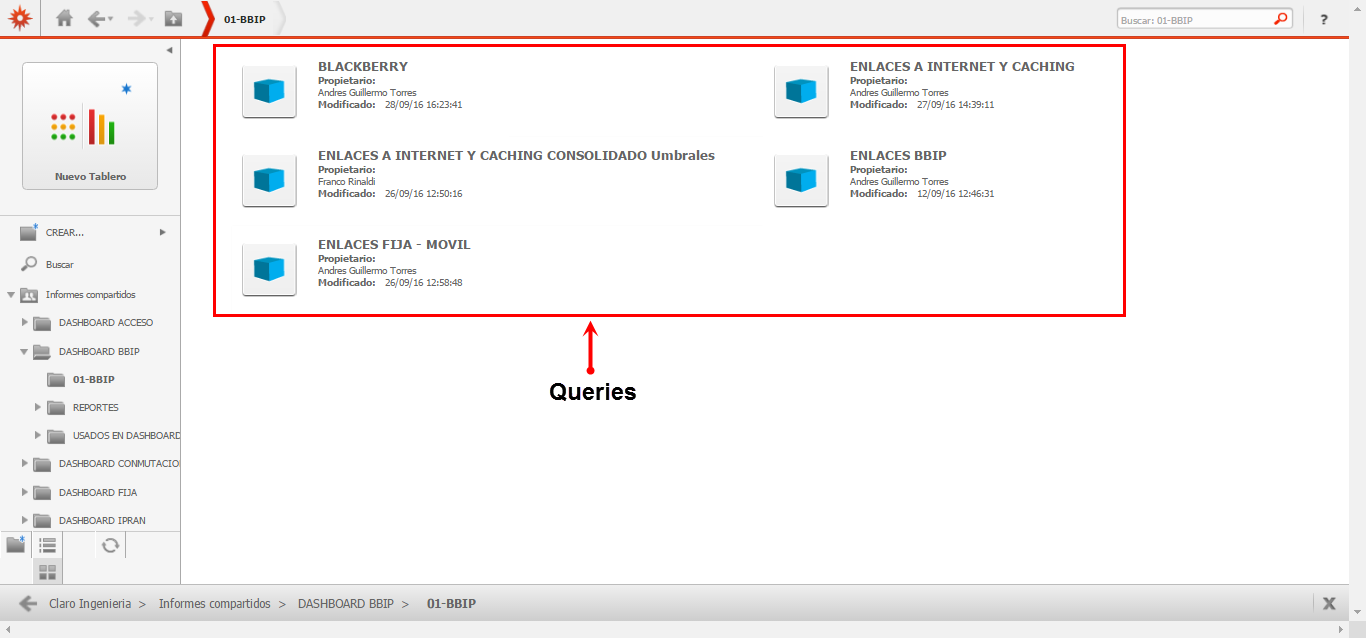 01-BBIP
Buscar: 01-BBIP
?
Nuevo Tablero
CREAR...
Buscar
Informes compartidos
DASHBOARD ACCESO
DASHBOARD BBIP
01-BBIP
REPORTES
USADOS EN DASHBOARD
DASHBOARD CONMUTACIO
DASHBOARD FIJA
DASHBOARD IPRAN
BLACKBERRY
Propietario:
Andres Guillermo Torres
Modificado: 28/09/16 16:23:41
ENLACES A INTERNET Y CACHING
Propietario:
Andres Guillermo Torres
Modificado: 27/09/16 14:39:11
ENLACES A INTERNET Y CACHING CONSOLIDADO Umbrales
Propietario:
Franco Rinaldi
Modificado: 26/09/16 12:50:16
ENLACES BBIP
Propietario:
Andres Guillermo Torres
Modificado: 12/09/16 12:46:31
ENLACES FIJA - MOVIL
Propietario:
Andres Guillermo Torres
Modificado: 26/09/16 12:58:48
Queries
Claro Ingenieria > Informes compartidos > DASHBOARD BBIP > 01-BBIP
X